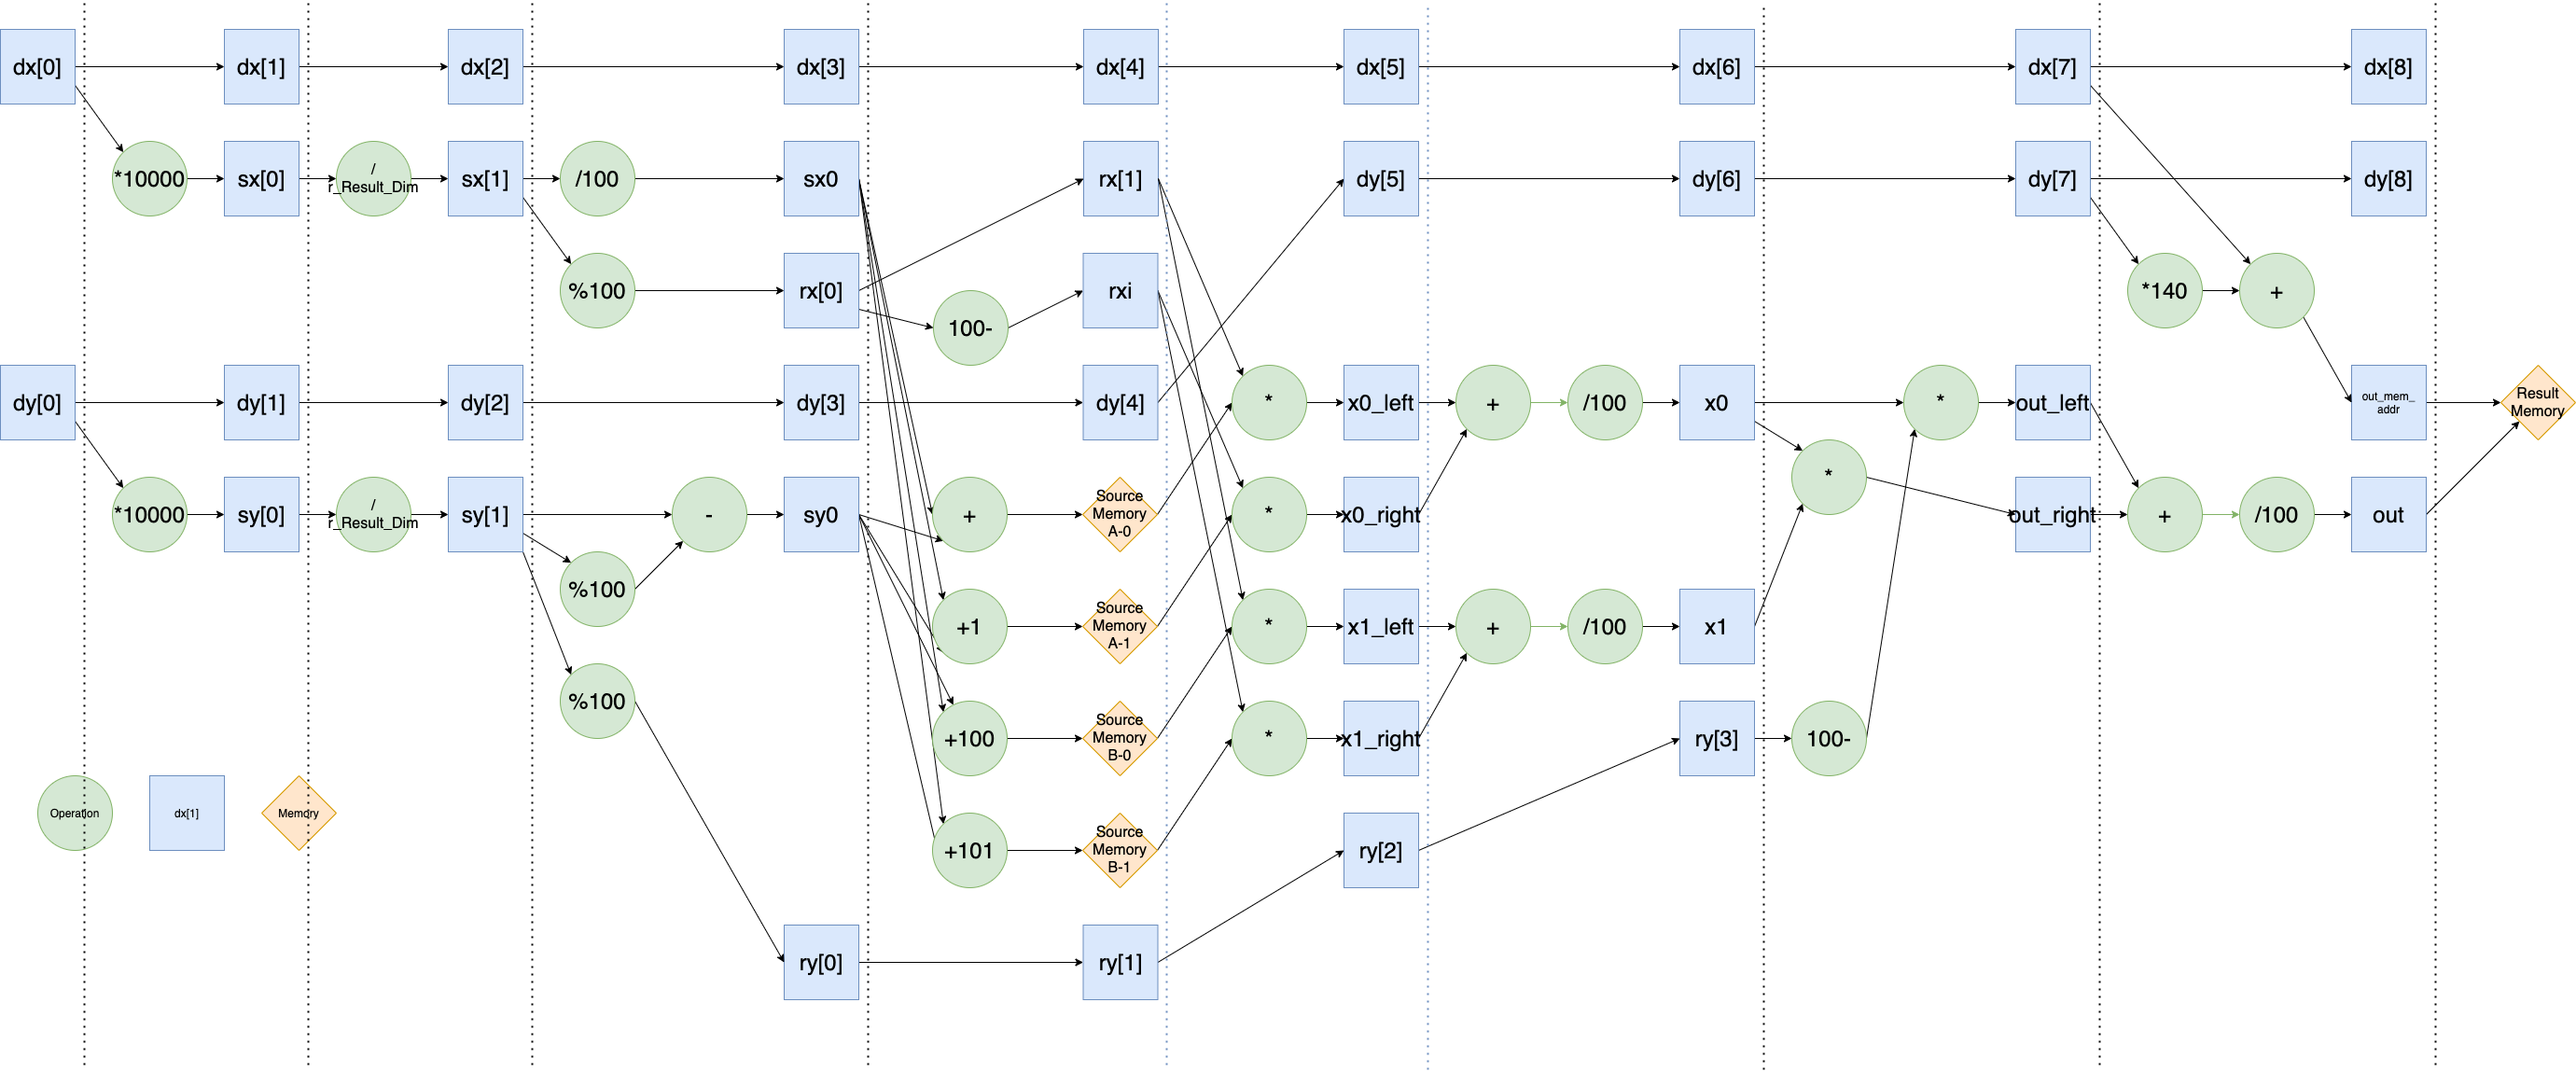 dx[0]
dx[1]
dx[2]
dx[3]
dx[4]
dx[5]
dx[6]
dx[7]
dx[8]
*10000
sx[0]
/
r_Result_Dim
sx[1]
/100
sx0
rx[1]
dy[5]
dy[6]
dy[7]
dy[8]
%100
rx[0]
100-
rxi
*140
+
dy[0]
dy[1]
dy[2]
dy[3]
dy[4]
*
x0_left
+
/100
x0
*
out_left
out_mem_
addr
Result
Memory
*10000
sy[0]
/
r_Result_Dim
sy[1]
-
sy0
+
Source
Memory
A-0
*
x0_right
*
out_right
+
/100
out
%100
+1
Source
Memory
A-1
*
x1_left
+
/100
x1
%100
+100
Source
Memory
B-0
*
x1_right
ry[3]
100-
Operation
dx[1]
Memory
+101
Source
Memory
B-1
ry[2]
ry[0]
ry[1]